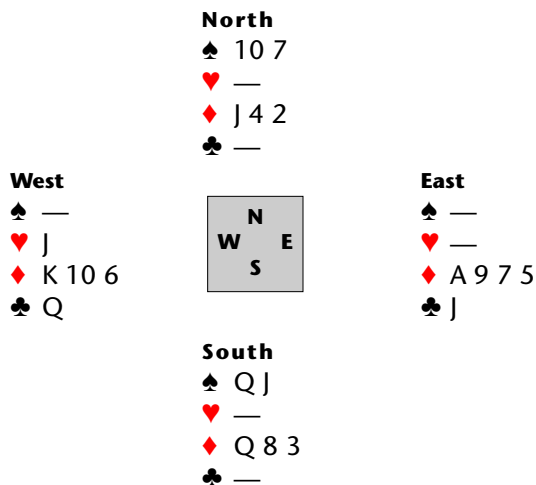 North
♠ 10 7
♥ —
♦ J 4 2
♣ —
West
♠ —
♥ J
♦ K 10 6
♣ Q
N
W E
S
East
♠ —
♥ —
♦ A 9 7 5
♣ J
South
♠ Q J
♥ —
♦ Q 8 3
♣ —